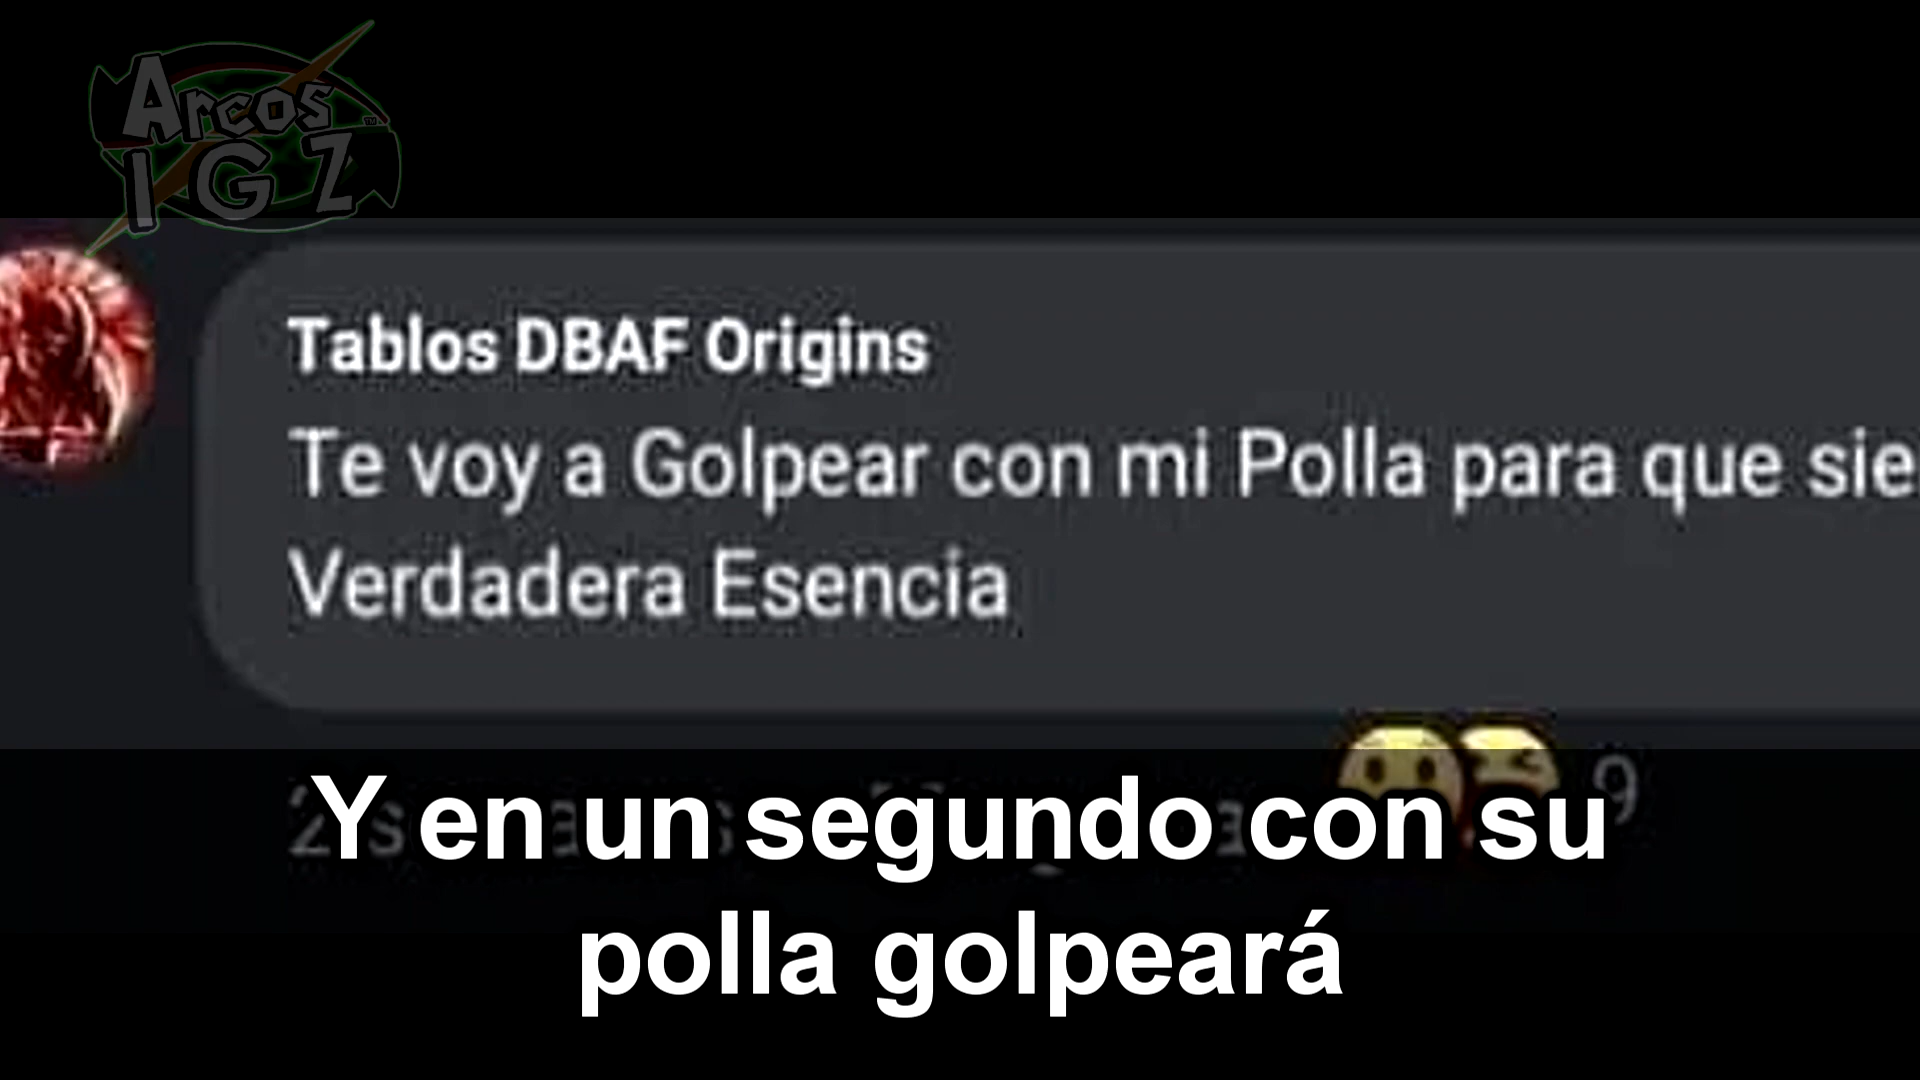 Arcos
IGZ
Tablos DBAF Origins
Te voy a Golpear con mi Polla para que sie
Verdadera Esencia
9
Y en un segundo con su
polla golpeará